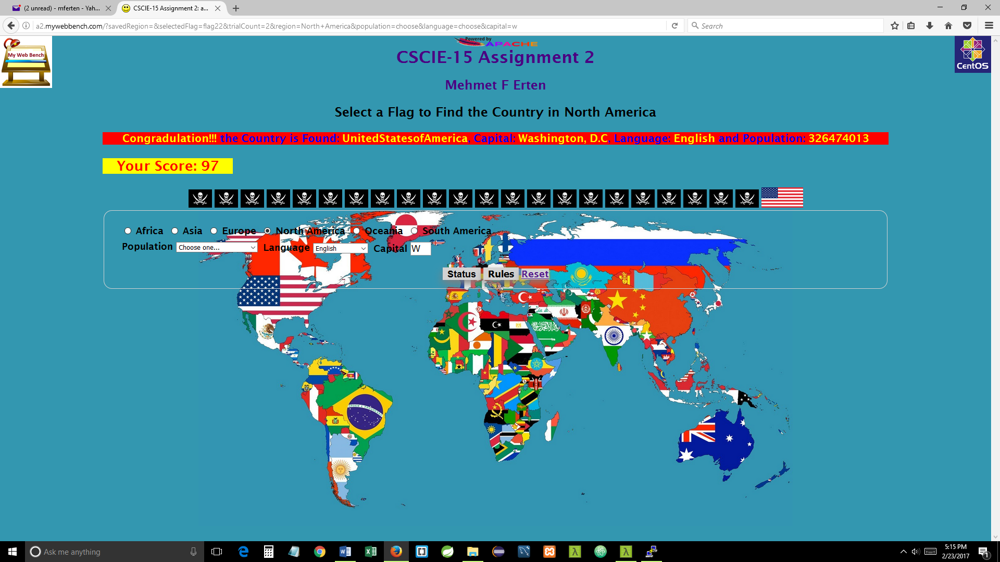 (2 unread) - mferten - Yah...
CSCIE-15 Assignment 2: a...
a2.mywebbench.com/?savedRegion=&selectedFlag=flag22&trialCount=2&region=North+America&population=choose&language=choose&capital=w
Search
My Web Bench
Powered by
APACHE
CentOS
CSCIE-15 Assignment 2
Mehmet F Erten
Select a Flag to Find the Country in North America
Congradulation!!! the Country is Found: UnitedStatesofAmerica, Capital: Washington, D.C, Language: English and Population: 326474013
Your Score: 97
Africa Asia Europe North America Oceania South America
Population Choose one... Language English Capital W
Status Rules Reset
Ask me anything
5:15 PM
2/23/2017
1